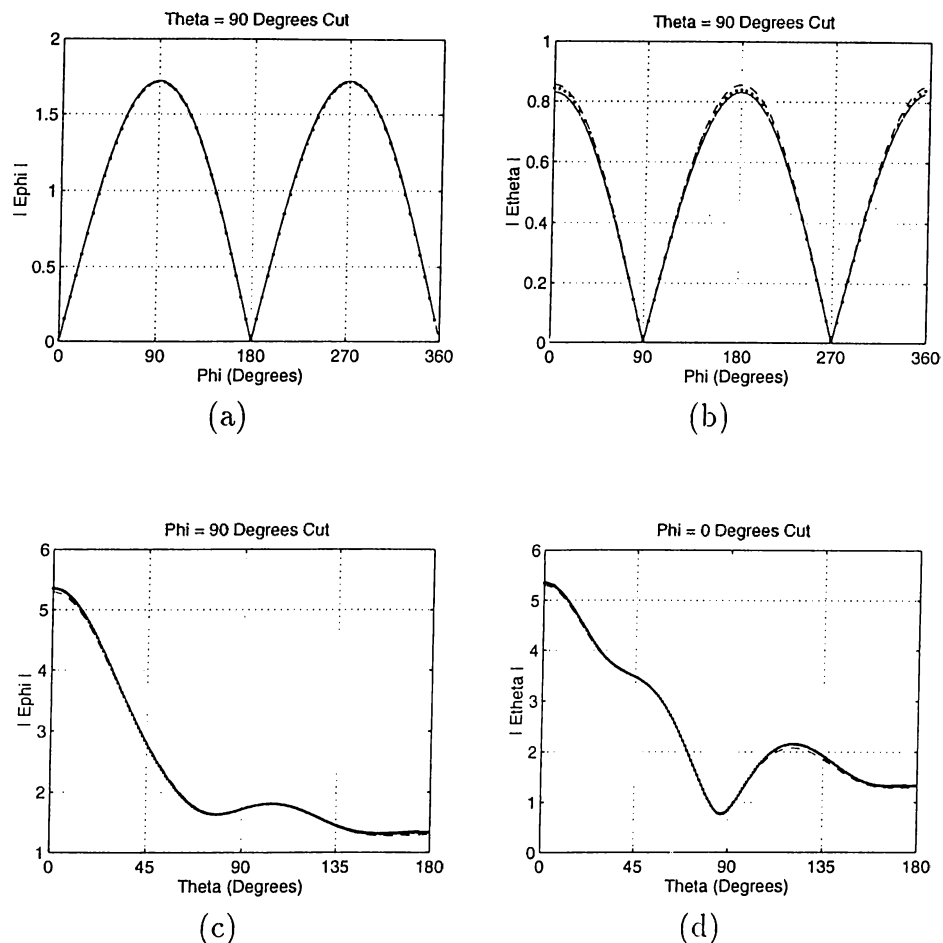 Theta = 90 Degrees Cut
2
1.5
1
0.5
0
| Ephi |
0 90 180 270 360
Phi (Degrees)
(a)
Theta = 90 Degrees Cut
1
0.8
0.6
0.4
0.2
0
| Etheta |
0 90 180 270 360
Phi (Degrees)
(b)
Phi = 90 Degrees Cut
6
5
4
3
2
1
| Ephi |
0 45 90 135 180
Theta (Degrees)
(c)
Phi = 0 Degrees Cut
6
5
4
3
2
1
0
| Etheta |
0 45 90 135 180
Theta (Degrees)
(d)